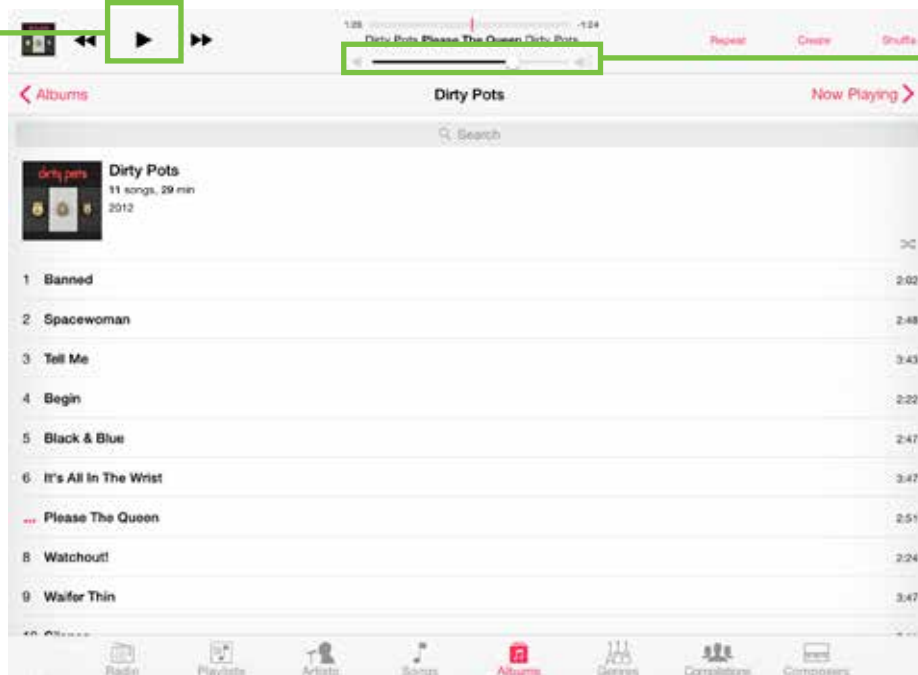 1:26 -1:24
Dirty Pots Please The Queen Dirty Pots
Repeat Create Shuffle
Albums Dirty Pots Now Playing
Search
dirty pots
Dirty Pots
11 songs, 29 min
2012
1 Banned 2:02
2 Spacewoman 2:48
3 Tell Me 3:43
4 Begin 2:22
5 Black & Blue 2:47
6 It's All In The Wrist 3:47
... Please The Queen 2:51
8 Watchout! 2:24
9 Waifer Thin 3:47
Radio Playlists Artists Songs Albums Genres Compilations Composers